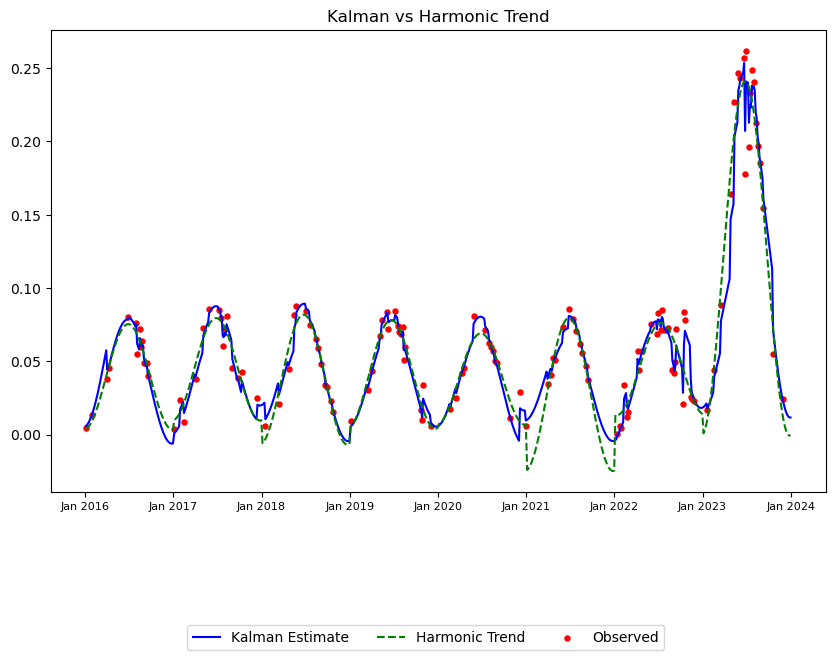 Kalman vs Harmonic Trend
0.25
0.20
0.15
0.10
0.05
0.00
Jan 2016 Jan 2017 Jan 2018 Jan 2019 Jan 2020 Jan 2021 Jan 2022 Jan 2023 Jan 2024
Kalman Estimate Harmonic Trend Observed